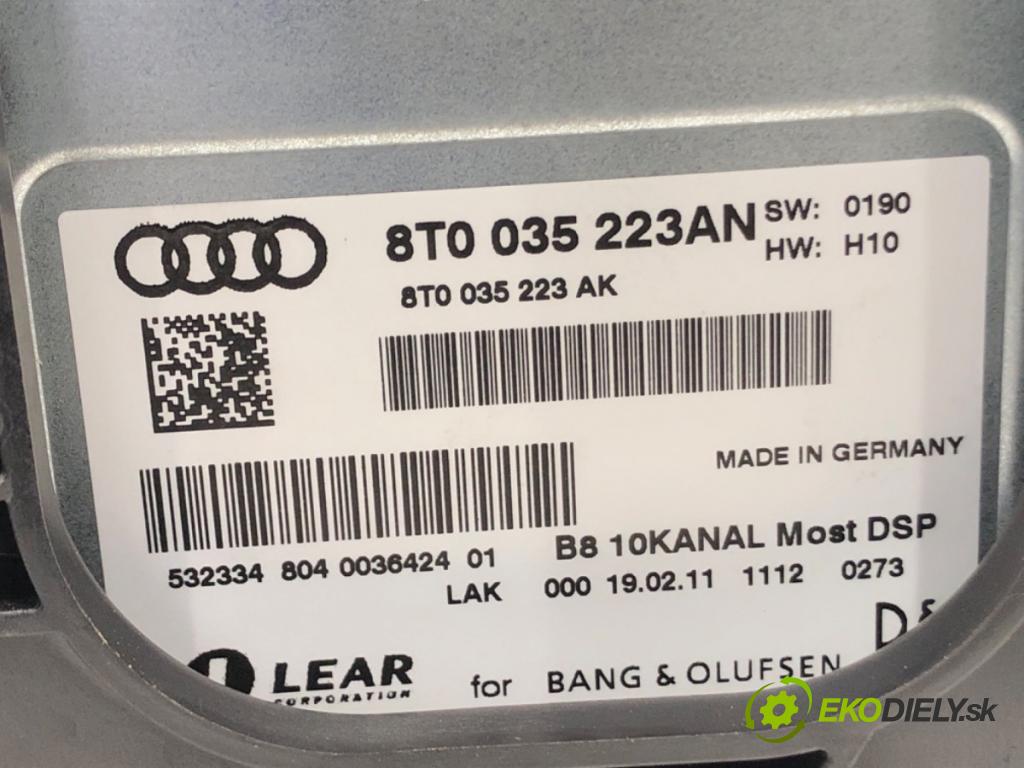 8T0 035 223AN SW: 0190
HW: H10
8T0 035 223 AK
MADE IN GERMANY
532334 804 0036424 01
B8 10KANAL Most DSP
LAK 000 19.02.11 1112 0273
LEAR
CORPORATION
for BANG & OLUFSEN
EKODIELY.sk